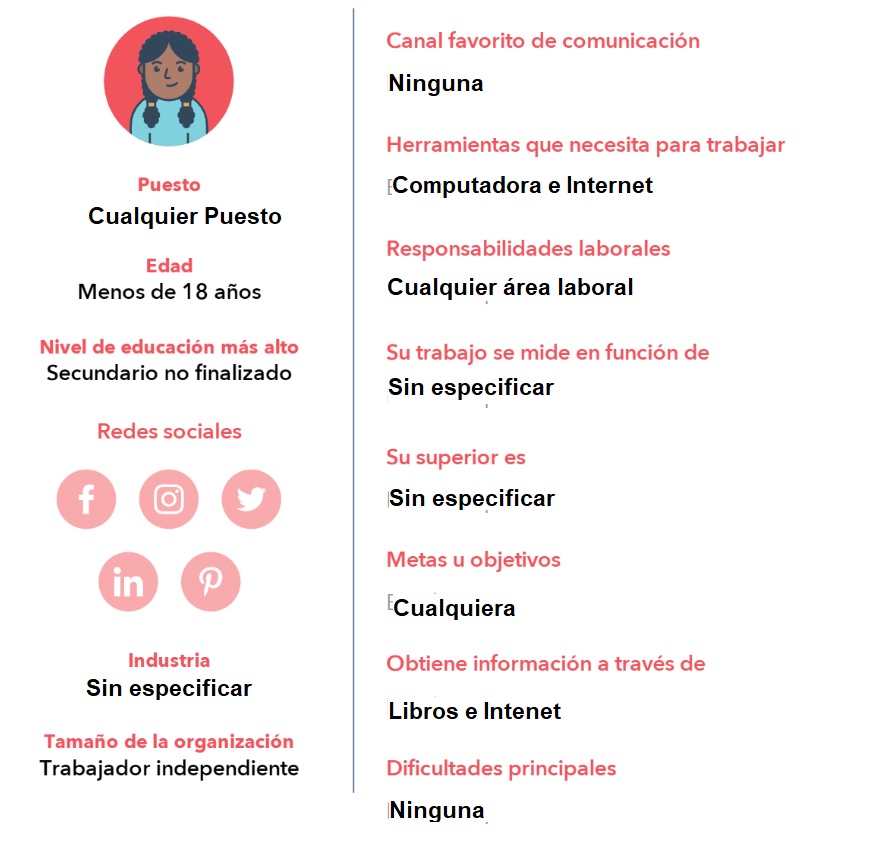 Puesto
Cualquier Puesto
Edad
Menos de 18 años
Nivel de educación más alto
Secundario no finalizado
Redes sociales
Industria
Sin especificar
Tamaño de la organización
Trabajador independiente
Canal favorito de comunicación
Ninguna
Herramientas que necesita para trabajar
Computadora e Internet
Responsabilidades laborales
Cualquier área laboral
Su trabajo se mide en función de
Sin especificar
Su superior es
Sin especificar
Metas u objetivos
Cualquiera
Obtiene información a través de
Libros e Intenet
Dificultades principales
Ninguna